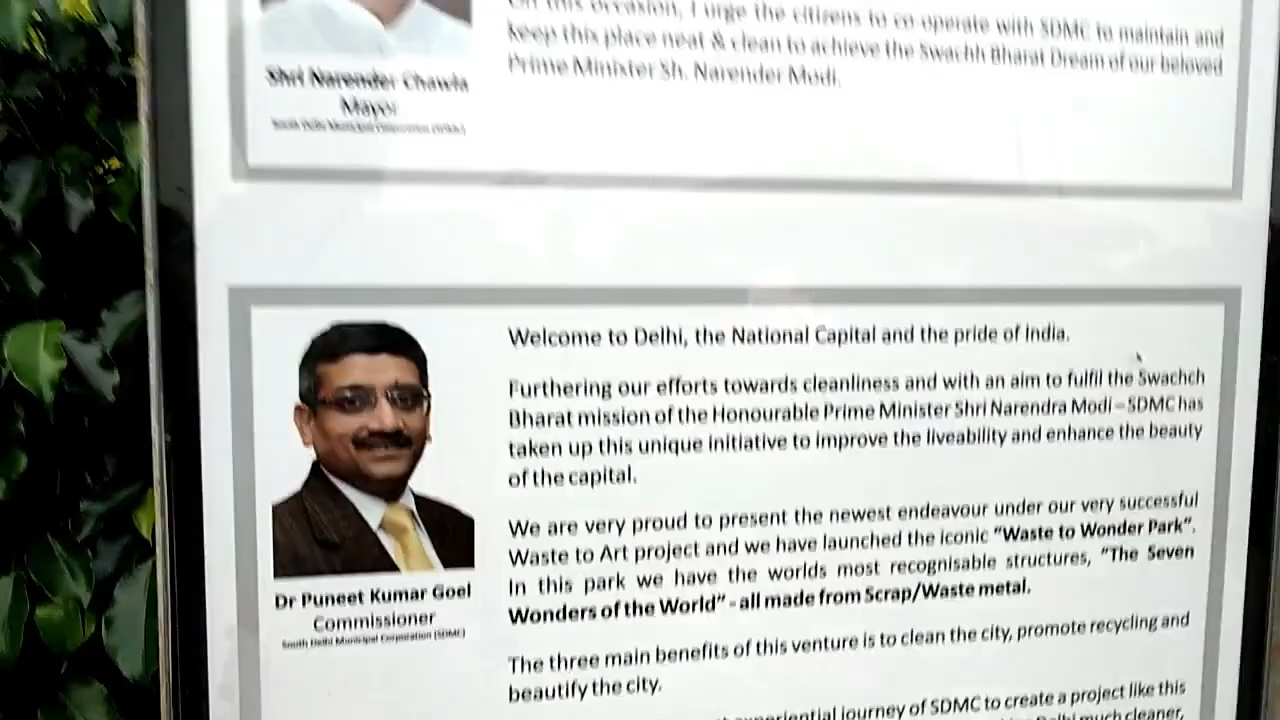 On this occasion, I urge the citizens to co-operate with SDMC to maintain and
keep this place neat & clean to achieve the Swachh Bharat Dream of our beloved
Prime Minister Sh. Narender Modi.
Shri Narender Chawla
Mayor
South Delhi Municipal Corporation (SDMC)
Welcome to Delhi, the National Capital and the pride of India.
Furthering our efforts towards cleanliness and with an aim to fulfil the Swachch
Bharat mission of the Honourable Prime Minister Shri Narendra Modi – SDMC has
taken up this unique initiative to improve the liveability and enhance the beauty
of the capital.
We are very proud to present the newest endeavour under our very successful
Waste to Art project and we have launched the iconic “Waste to Wonder Park”.
In this park we have the worlds most recognisable structures, “The Seven
Wonders of the World” - all made from Scrap/Waste metal.
Dr Puneet Kumar Goel
Commissioner
South Delhi Municipal Corporation (SDMC)
The three main benefits of this venture is to clean the city, promote recycling and
beautify the city.
experiential journey of SDMC to create a project like this
Delhi much cleaner,